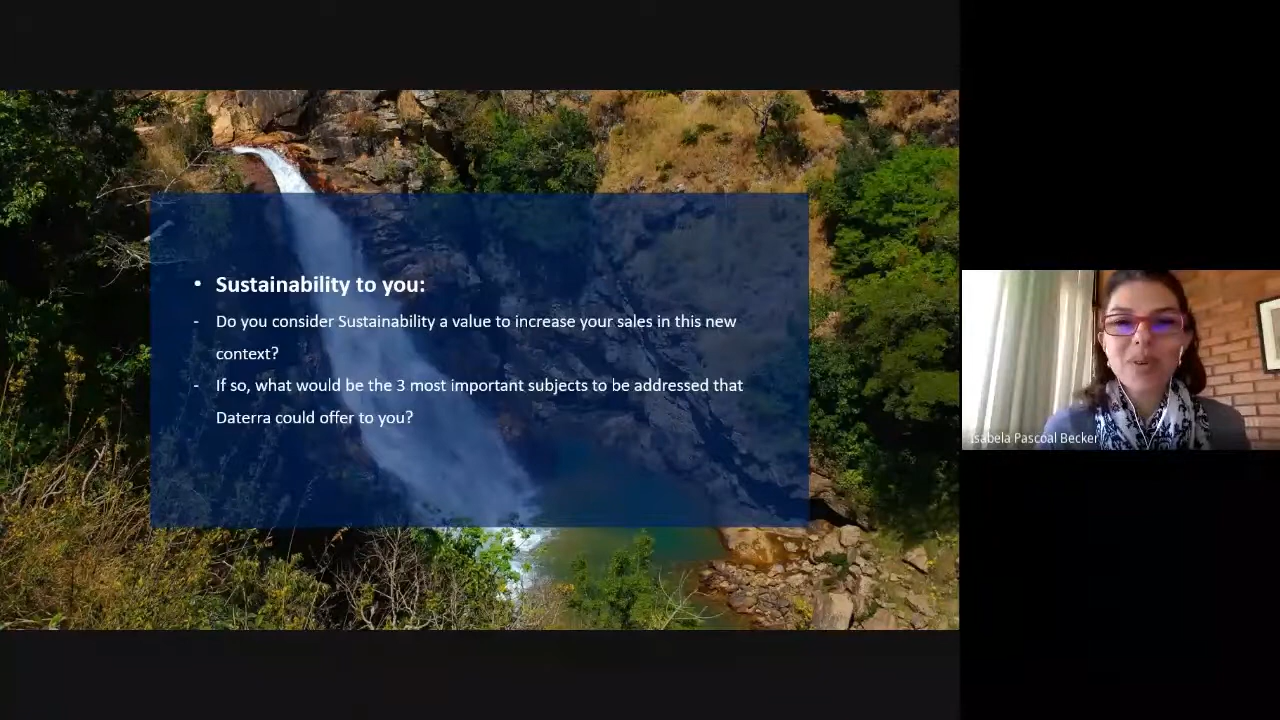 • Sustainability to you:
- Do you consider Sustainability a value to increase your sales in this new
context?
- If so, what would be the 3 most important subjects to be addressed that
Daterra could offer to you?
Isabela Pascoal Becker